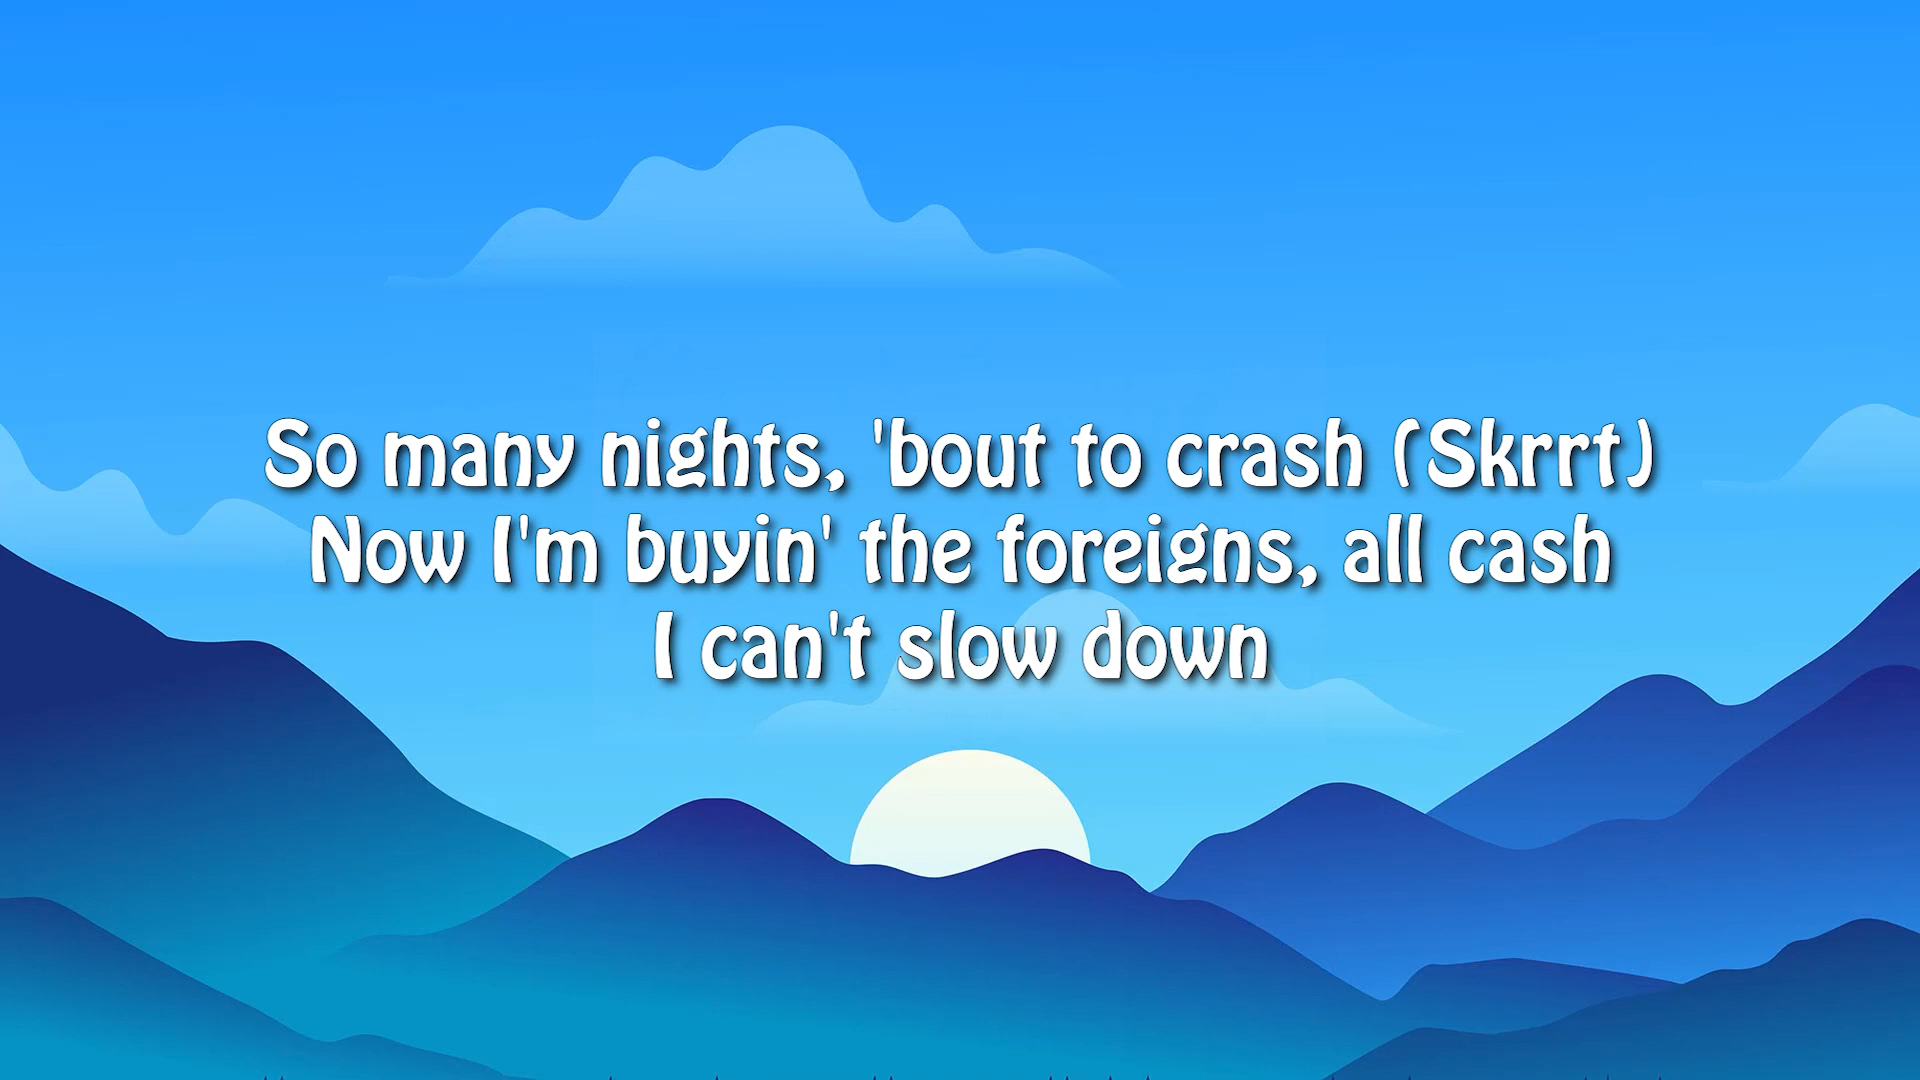 So many nights, 'bout to crash (Skrrt)
Now I'm buyin' the foreigns, all cash
I can't slow down